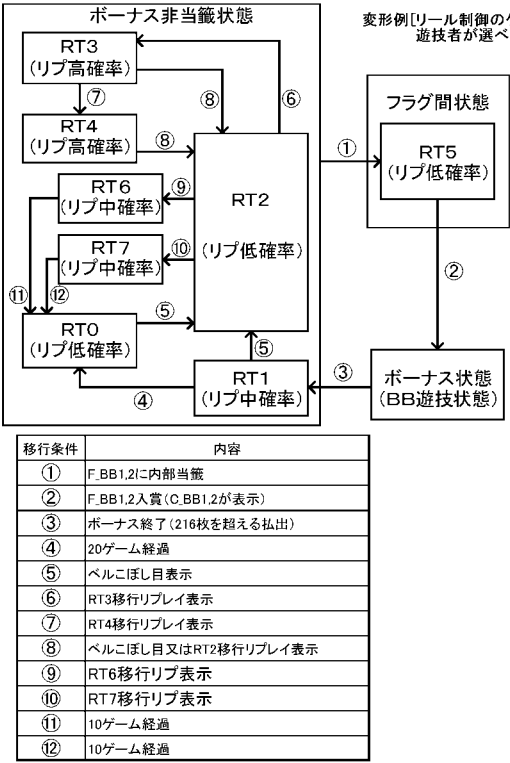 ボーナス非当籤状態
変形例[リール制御の
遊技者が選べ
RT3
(リプ高確率)
⑦
⑧
⑥
RT4
(リプ高確率)
⑧
フラグ間状態
①
RT5
(リプ低確率)
RT6
(リプ中確率)
⑨
RT2
(リプ低確率)
RT7
(リプ中確率)
⑩
②
⑪
⑫
⑤
RT0
(リプ低確率)
⑤
④
RT1
(リプ中確率)
③
ボーナス状態
(BB遊技状態)
移行条件 内容
① F_BB1,2に内部当籤
② F_BB1,2入賞(C_BB1,2が表示)
③ ボーナス終了(216枚を超える払出)
④ 20ゲーム経過
⑤ ベルこぼし目表示
⑥ RT3移行リプレイ表示
⑦ RT4移行リプレイ表示
⑧ ベルこぼし目又はRT2移行リプレイ表示
⑨ RT6移行リプ表示
⑩ RT7移行リプ表示
⑪ 10ゲーム経過
⑫ 10ゲーム経過